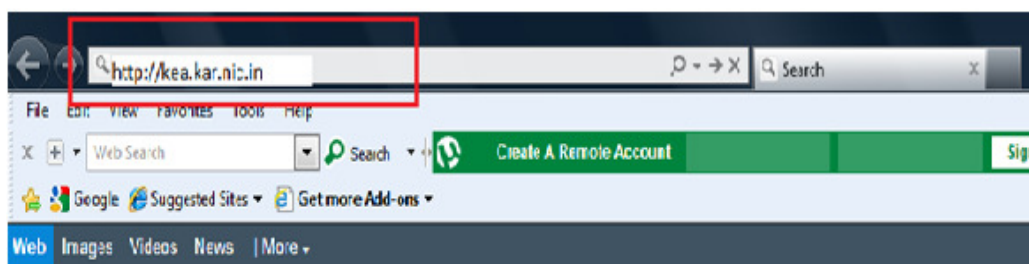 http://kea.kar.nic.in Search X
File Edit View Favorites Tools Help
X Web Search Search Create A Remote Account Sig
Google Suggested Sites Get more Add-ons
Web Images Videos News | More